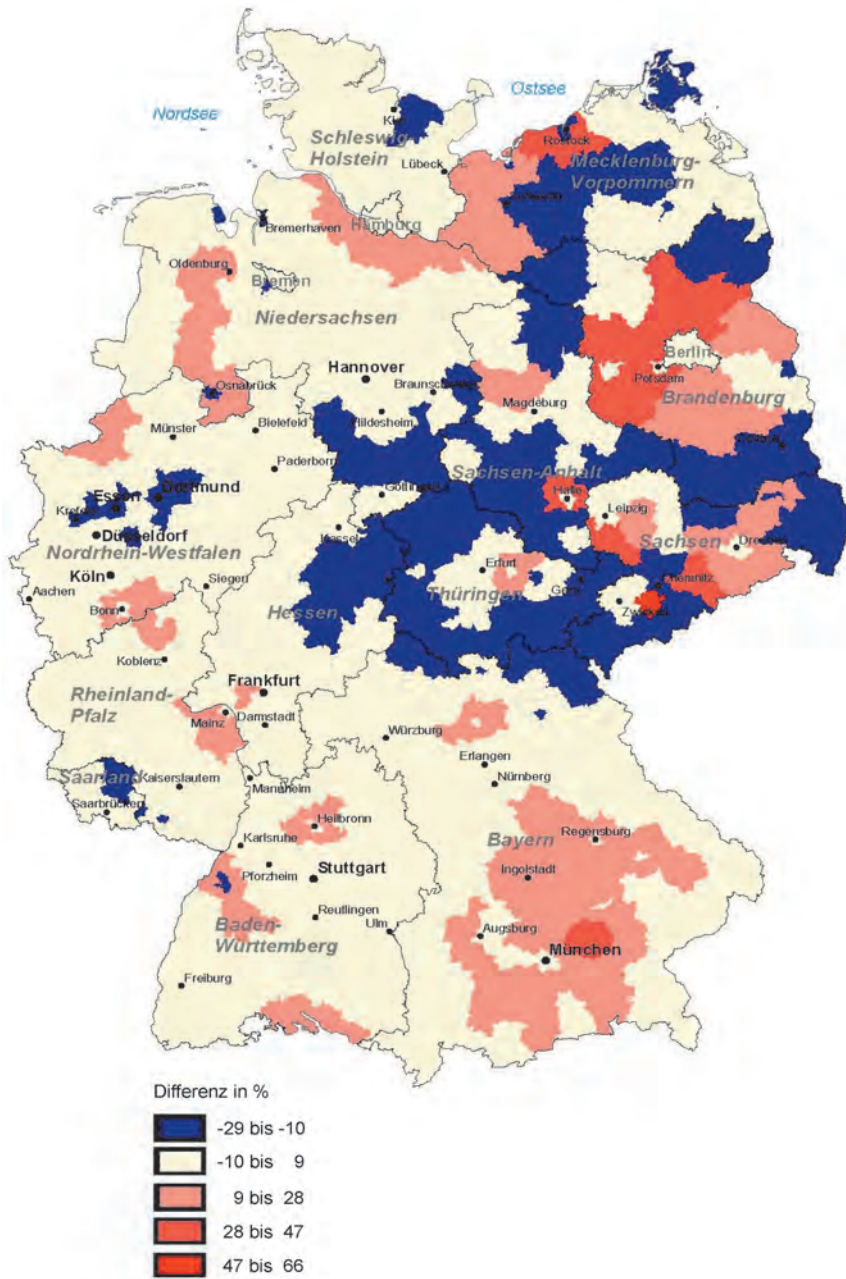 Ostsee
Nordsee
Kiel
Schleswig-
Holstein
Rostock
Mecklenburg-
Vorpommern
Lübeck
Hamburg
Bremerhaven
Oldenburg
Bremen
Niedersachsen
Berlin
Potsdam
Brandenburg
Hannover
Osnabrück
Braunschweig
Magdeburg
Münster
Bielefeld
Hildesheim
Paderborn
Sachsen-Anhalt
Göttingen
Halle
Essen
Dortmund
Krefeld
Leipzig
Düsseldorf
Nordrhein-Westfalen
Kassel
Sachsen
Dresden
Köln
Erfurt
Siegen
Aachen
Bonn
Hessen
Thüringen
Gera
Chemnitz
Zwickau
Koblenz
Frankfurt
Rheinland-
Pfalz
Mainz
Darmstadt
Würzburg
Erlangen
Nürnberg
Saarland
Kaiserslautern
Mannheim
Saarbrücken
Heilbronn
Regensburg
Bayern
Karlsruhe
Pforzheim
Stuttgart
Ingolstadt
Reutlingen
Ulm
Augsburg
Baden-
Württemberg
München
Freiburg
Differenz in %
-29 bis -10
-10 bis 9
9 bis 28
28 bis 47
47 bis 66